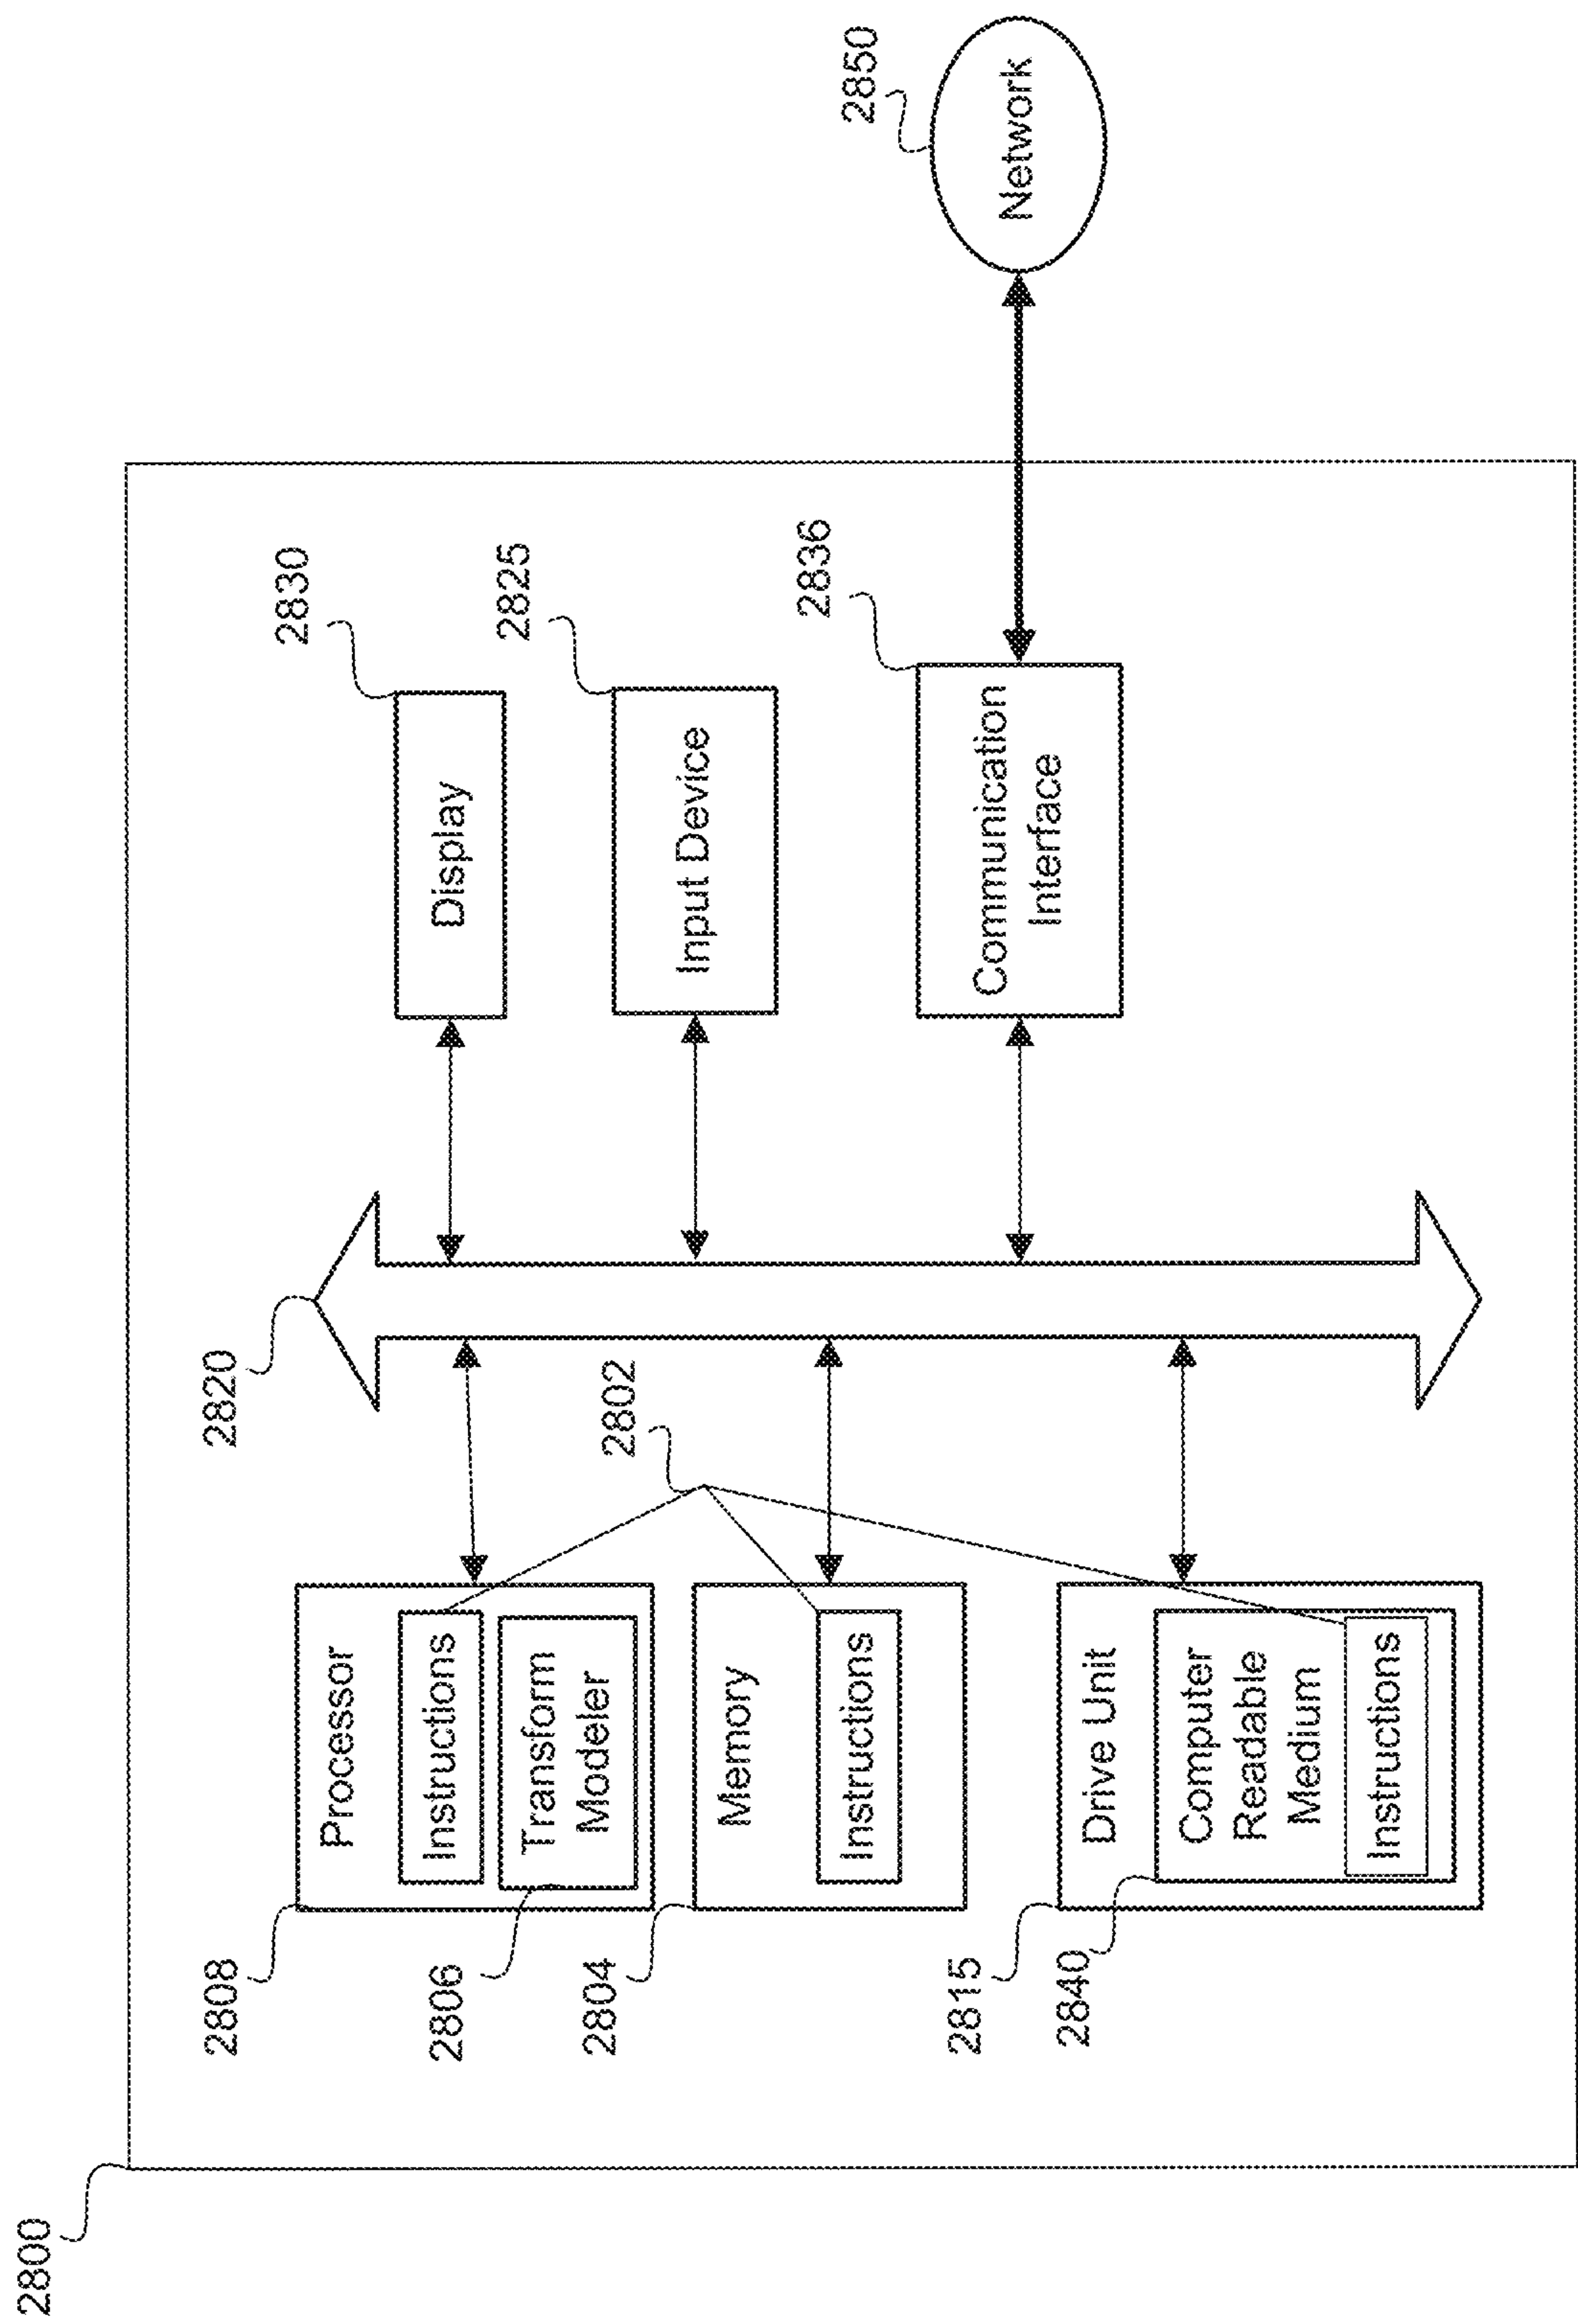 2800
2808
Processor
Instructions
2806
Transform
Modeler
2804
Memory
Instructions
2815
Drive Unit
2840
Computer
Readable
Medium
Instructions
2802
2820
2830
Display
2825
Input Device
2836
Communication
Interface
2850
Network